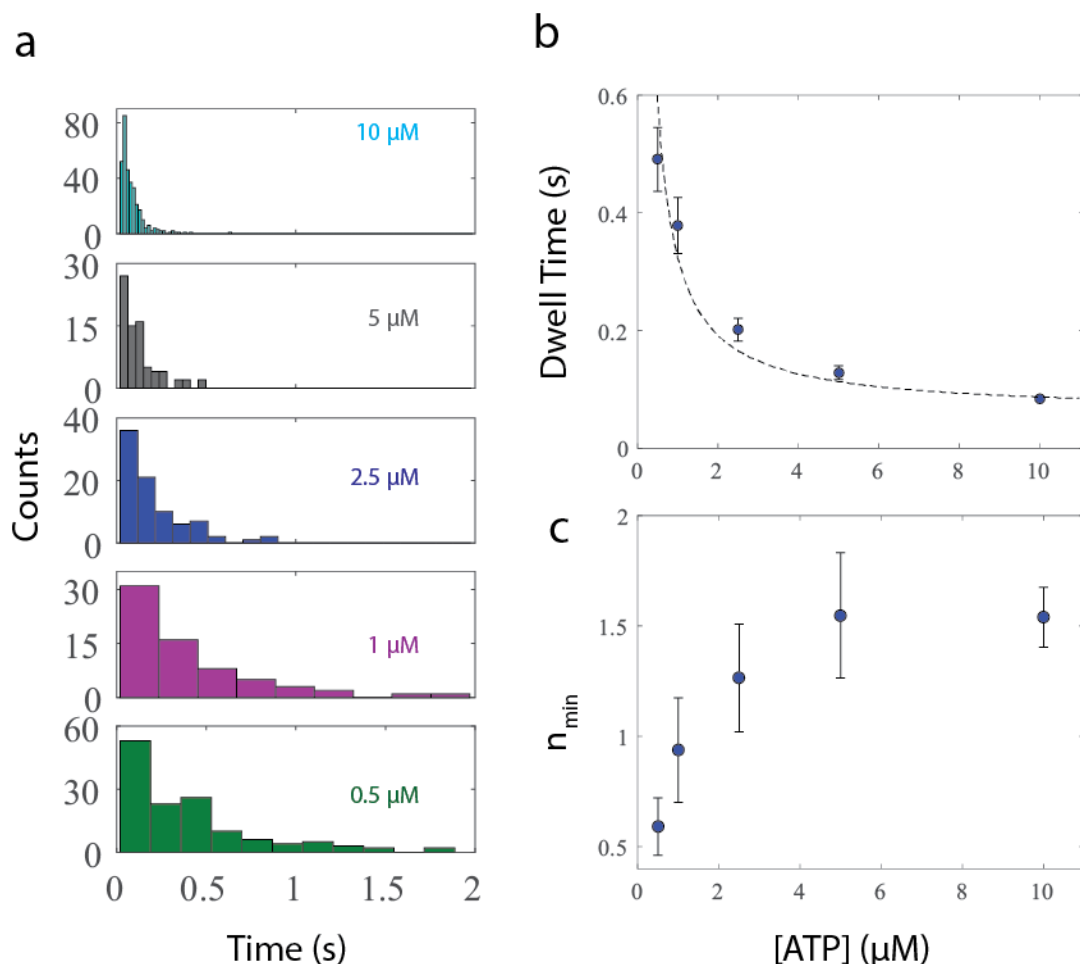 a
Counts
80
40
0
10 µM
30
15
0
5 µM
40
20
0
2.5 µM
30
15
0
1 µM
60
30
0
0.5 µM
0 0.5 1 1.5 2
Time (s)
b
Dwell Time (s)
0.6
0.4
0.2
0
0 2 4 6 8 10
c
n min
2
1.5
1
0.5
0 2 4 6 8 10
[ATP] (µM)